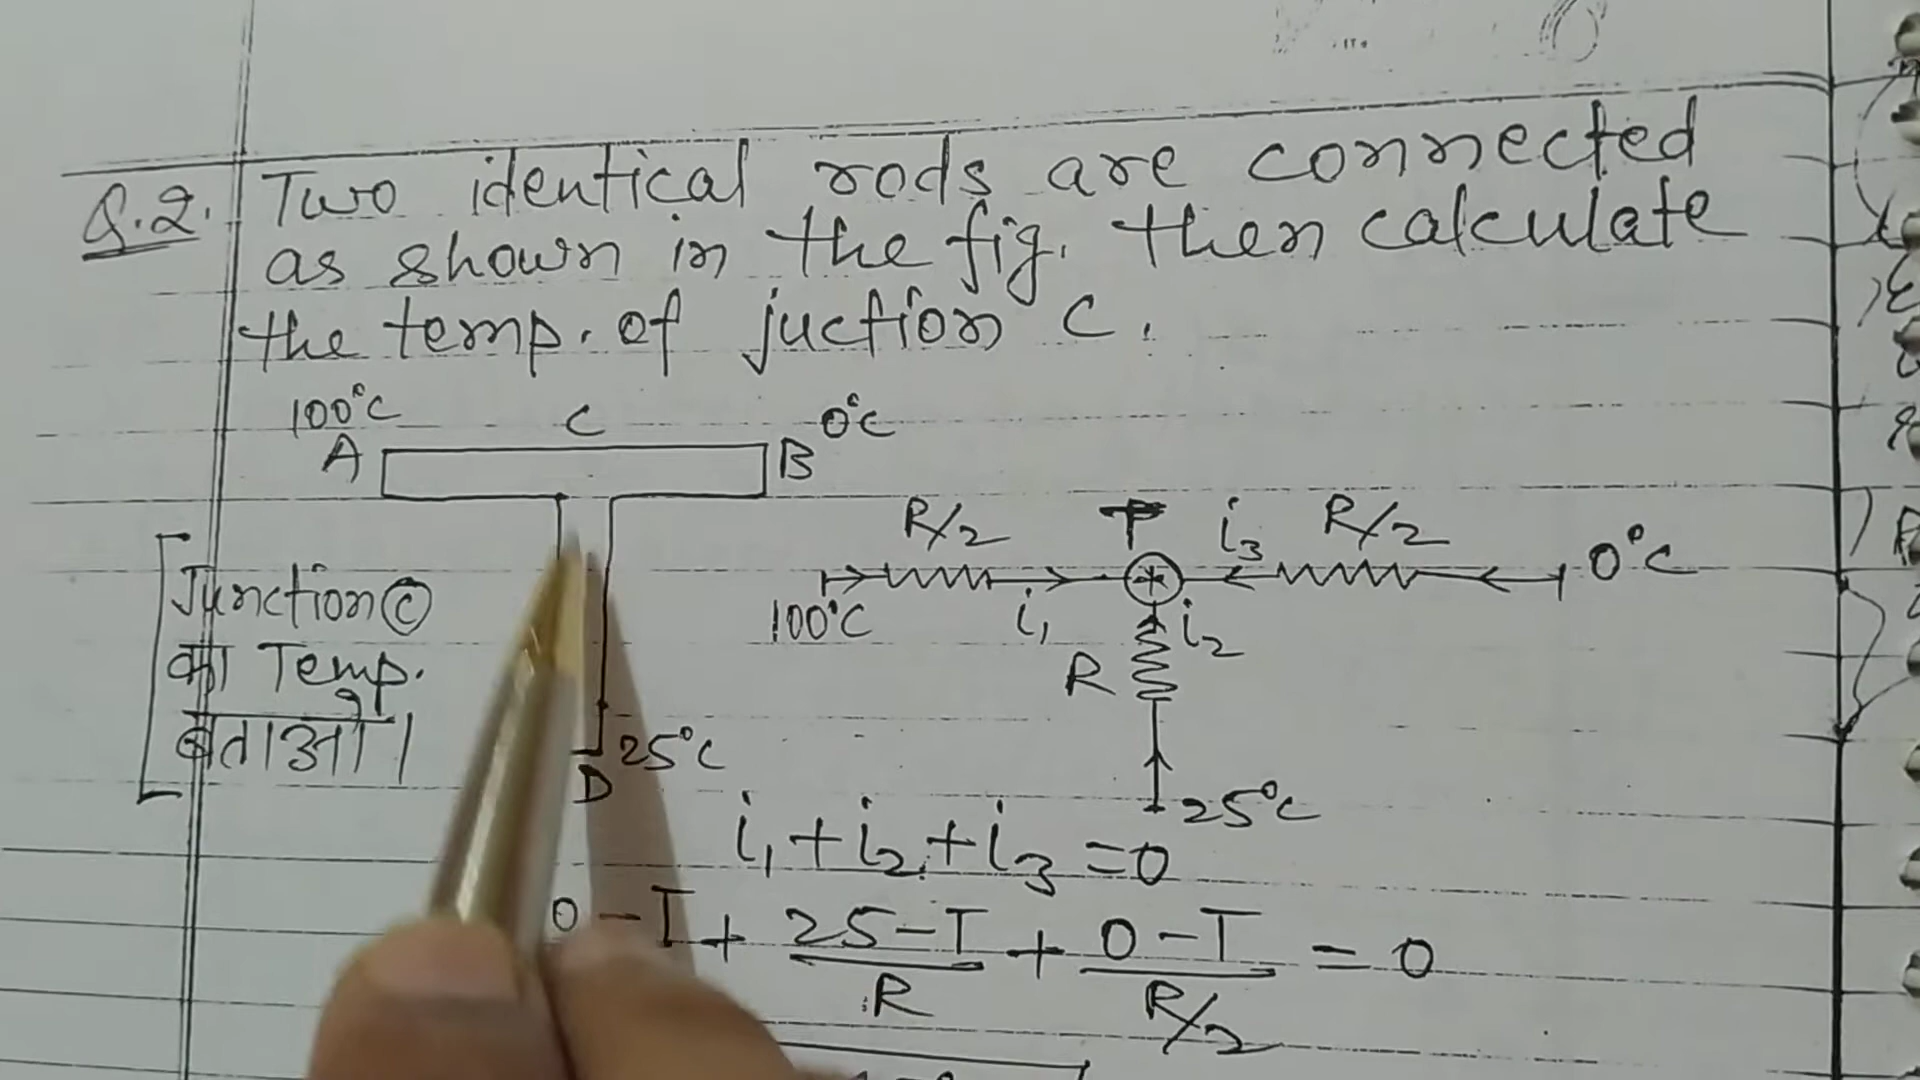 Q.2. Two identical rods are connected
as shown in the fig. then calculate
the temp. of juction C.
100°C C 0°C
A B
Junction ©
का Temp.
बताओ।
25°C
D
R/2 T i₃ R/2
100°C i₁ i₂ 0°C
R
25°C
i₁ + i₂ + i₃ = 0
0 - T + 25 - T / R + 0 - T / R/2 = 0